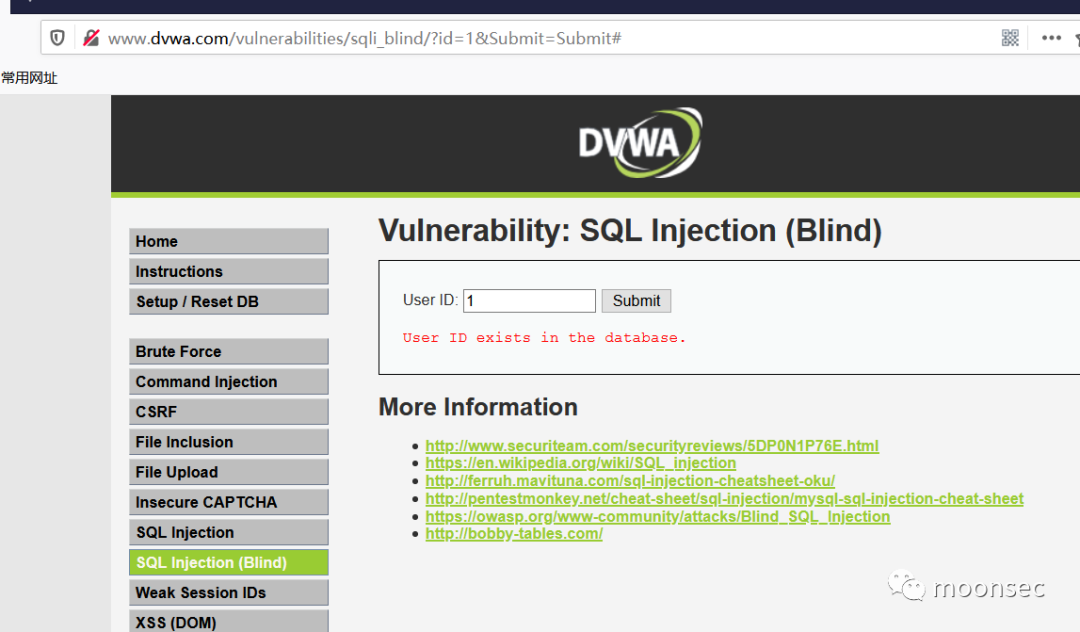 www.dvwa.com/vulnerabilities/sqli_blind/?id=1&Submit=Submit#
常用网址
DVWA
Home
Instructions
Setup / Reset DB
Brute Force
Command Injection
CSRF
File Inclusion
File Upload
Insecure CAPTCHA
SQL Injection
SQL Injection (Blind)
Weak Session IDs
XSS (DOM)
Vulnerability: SQL Injection (Blind)
User ID: 1 Submit
User ID exists in the database.
More Information
http://www.securiteam.com/securityreviews/5DP0N1P76E.html
https://en.wikipedia.org/wiki/SQL_injection
http://ferruh.mavituna.com/sql-injection-cheatsheet-oku/
http://pentestmonkey.net/cheat-sheet/sql-injection/mysql-sql-injection-cheat-sheet
https://owasp.org/www-community/attacks/Blind_SQL_Injection
http://bobby-tables.com/
moonsec